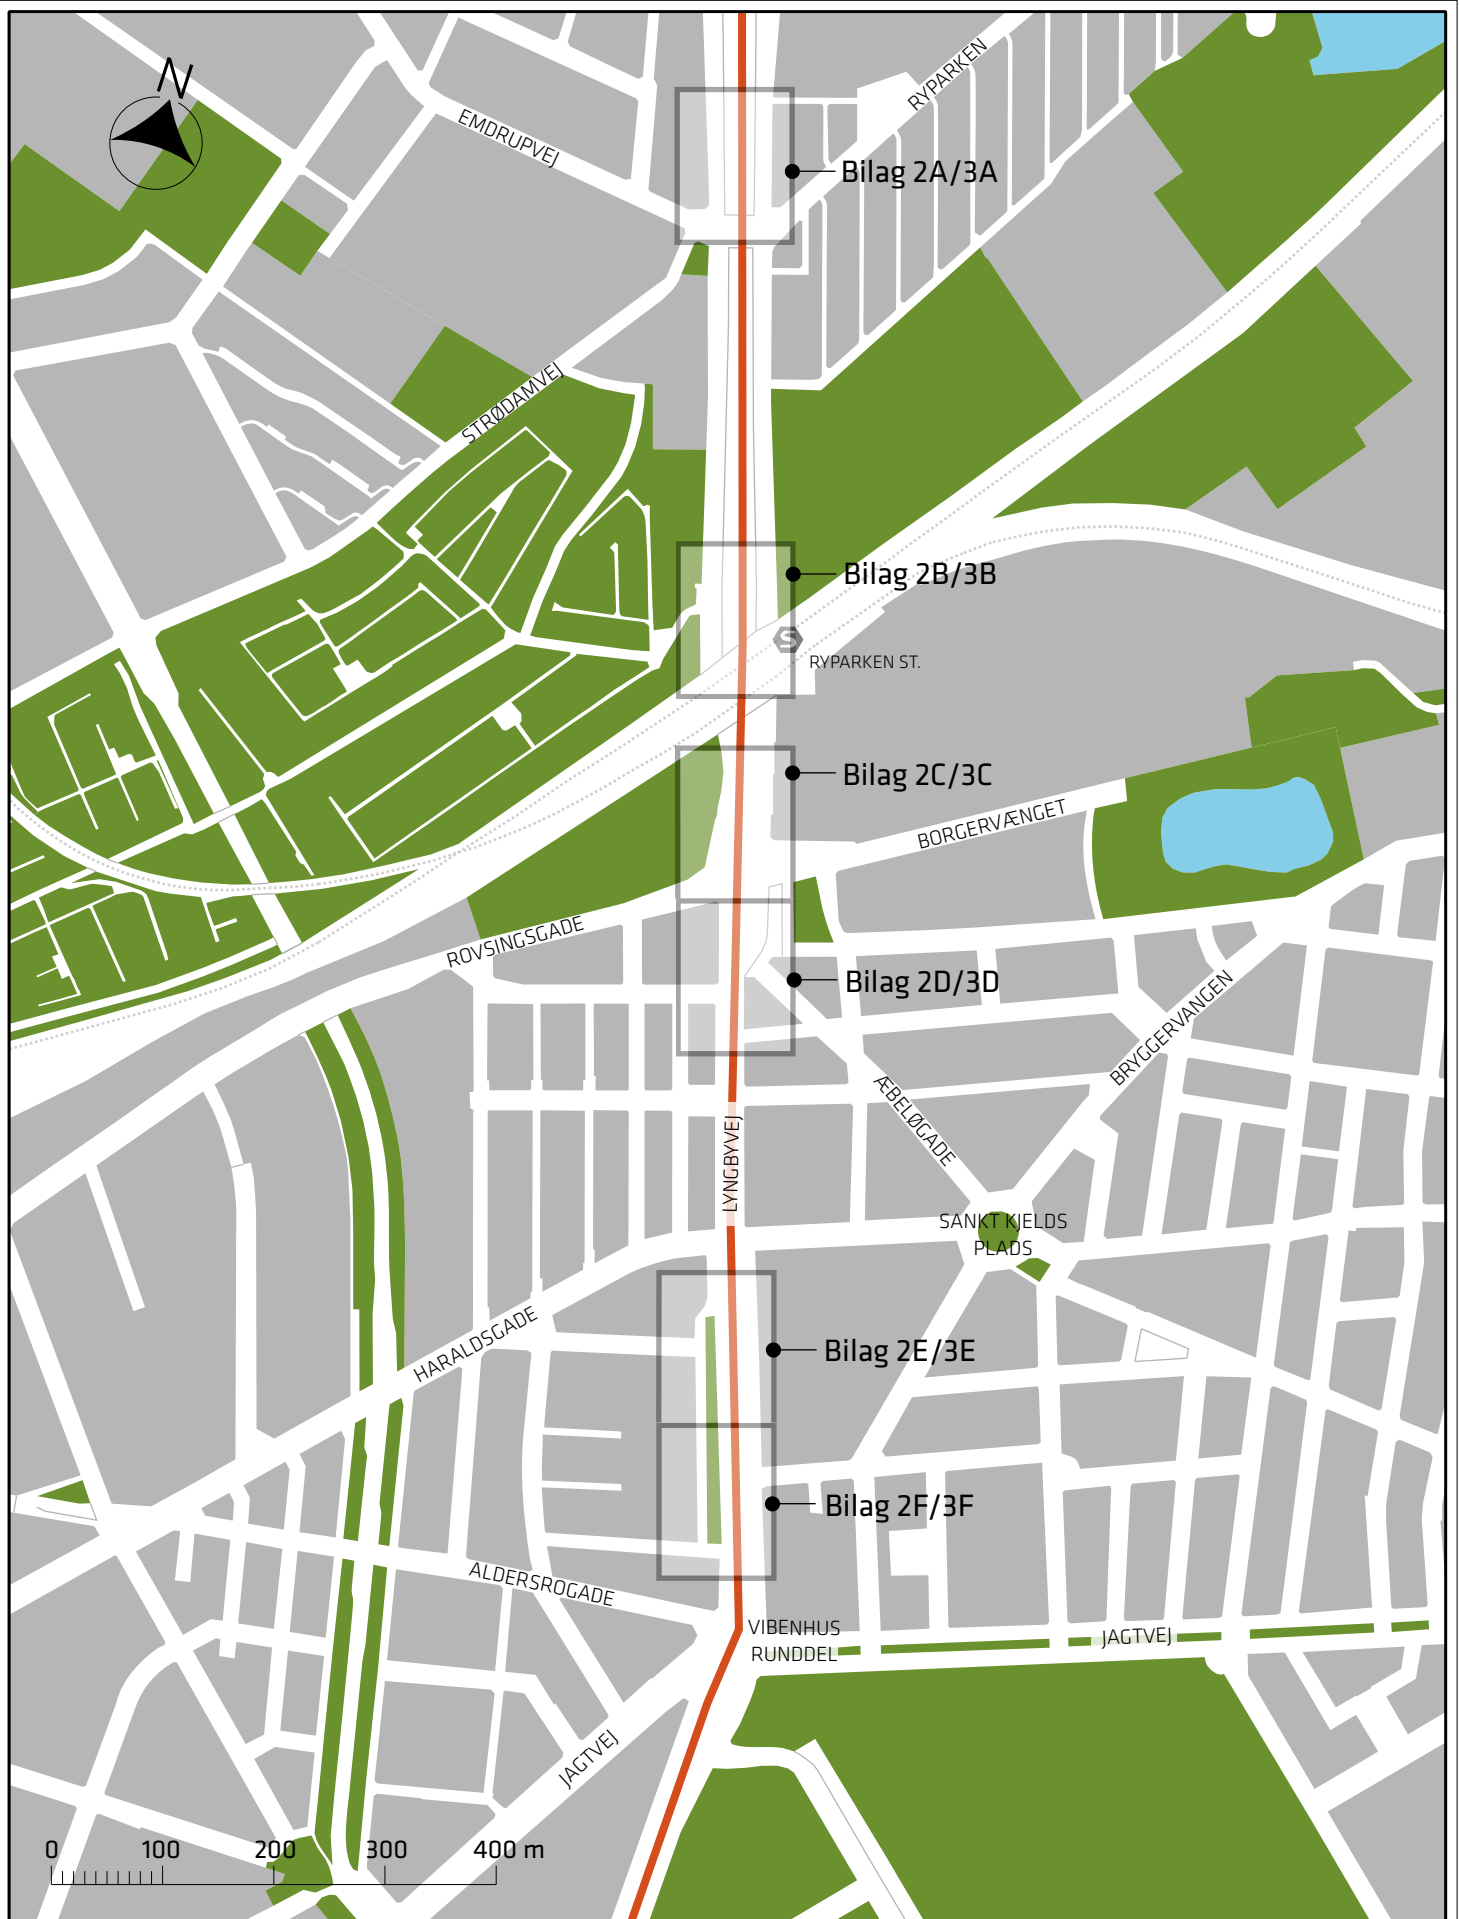 N
RYPARKEN
EMDRUPVEJ
Bilag 2A/3A
STRØDAMVEJ
Bilag 2B/3B
S
RYPARKEN ST.
Bilag 2C/3C
BORGERVÆNGET
ROVSINGSGADE
Bilag 2D/3D
BRYGGERVANGEN
ÆBELØGADE
LYNGBYVEJ
SANKT KJELDS
PLADS
HARALDSGADE
Bilag 2E/3E
Bilag 2F/3F
ALDERSROGADE
VIBENHUS
RUNDDEL
JAGTVEJ
JAGTVEJ
0 100 200 300 400 m